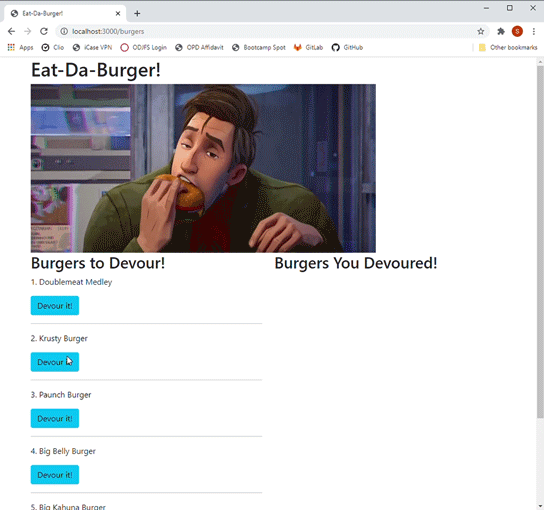 Eat-Da-Burger!
localhost:3000/burgers
S
Apps Clio iCase VPN ODJFS Login OPD Affidavit Bootcamp Spot GitLab GitHub Other bookmarks
Eat-Da-Burger!
Burgers to Devour! Burgers You Devoured!
1. Doublemeat Medley
Devour it!
2. Krusty Burger
Devour it!
3. Paunch Burger
Devour it!
4. Big Belly Burger
Devour it!
5. Big Kahuna Burger